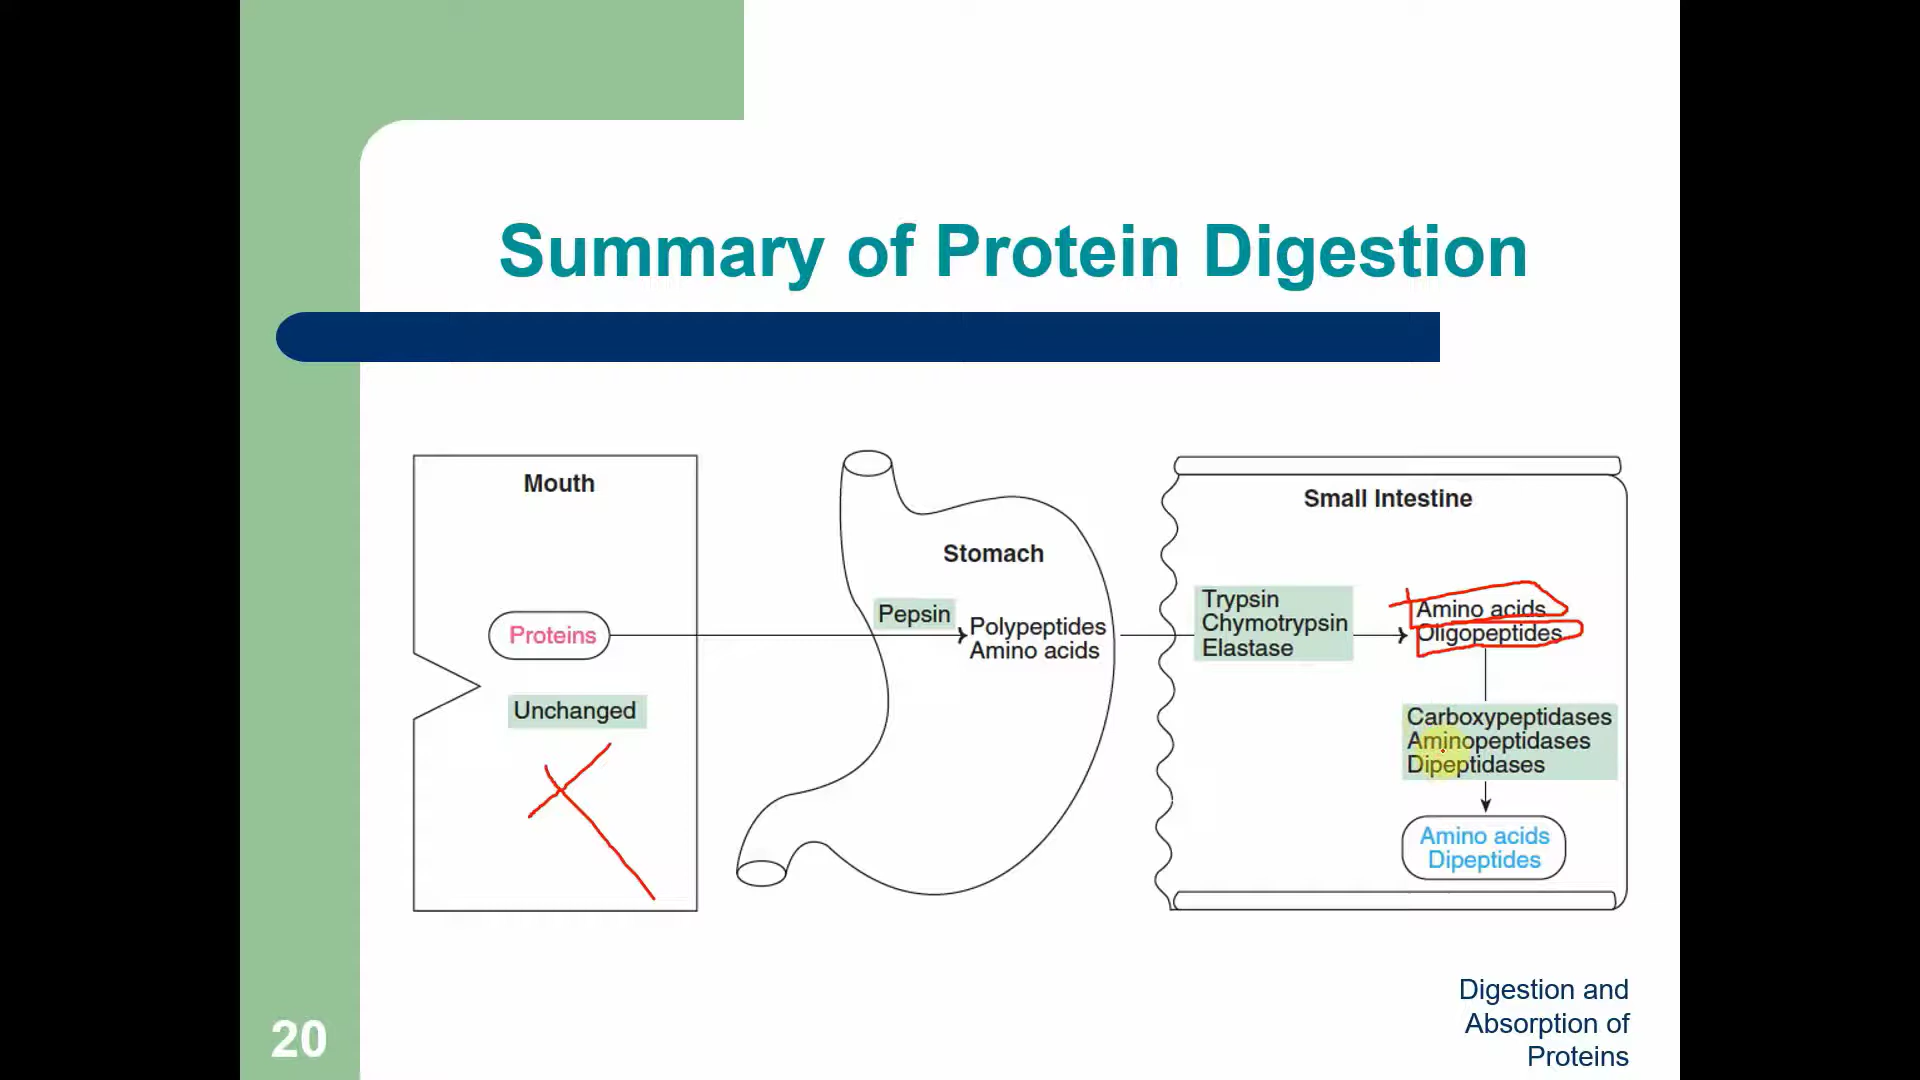 Summary of Protein Digestion
Mouth
Proteins
Unchanged
Stomach
Pepsin
Polypeptides
Amino acids
Small Intestine
Trypsin
Chymotrypsin
Elastase
Amino acids
Oligopeptides
Carboxypeptidases
Aminopeptidases
Dipeptidases
Amino acids
Dipeptides
20
Digestion and
Absorption of
Proteins